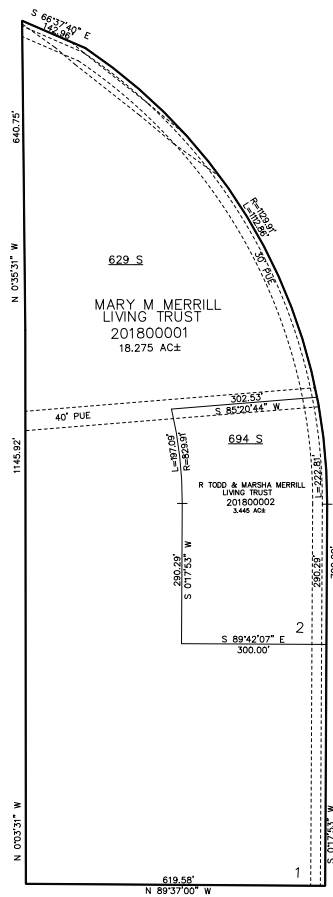 S 66°37'40" E
142.96'
640.75'
R=1129.91'
L=1112.86'
N 0°35'31" W
30' PUE
629 S
MARY M MERRILL
LIVING TRUST
201800001
18.275 AC±
302.53'
S 85°20'44" W
40' PUE
694 S
L=197.09'
R=829.91'
1145.92'
R TODD & MARSHA MERRILL
LIVING TRUST
201800002
3.445 AC±
L=222.81'
290.29'
S 0°17'53" W
290.29'
2
S 89°42'07" E
300.00'
N 0°03'31" W
S 0°17'53" W
1
619.58'
N 89°37'00" W